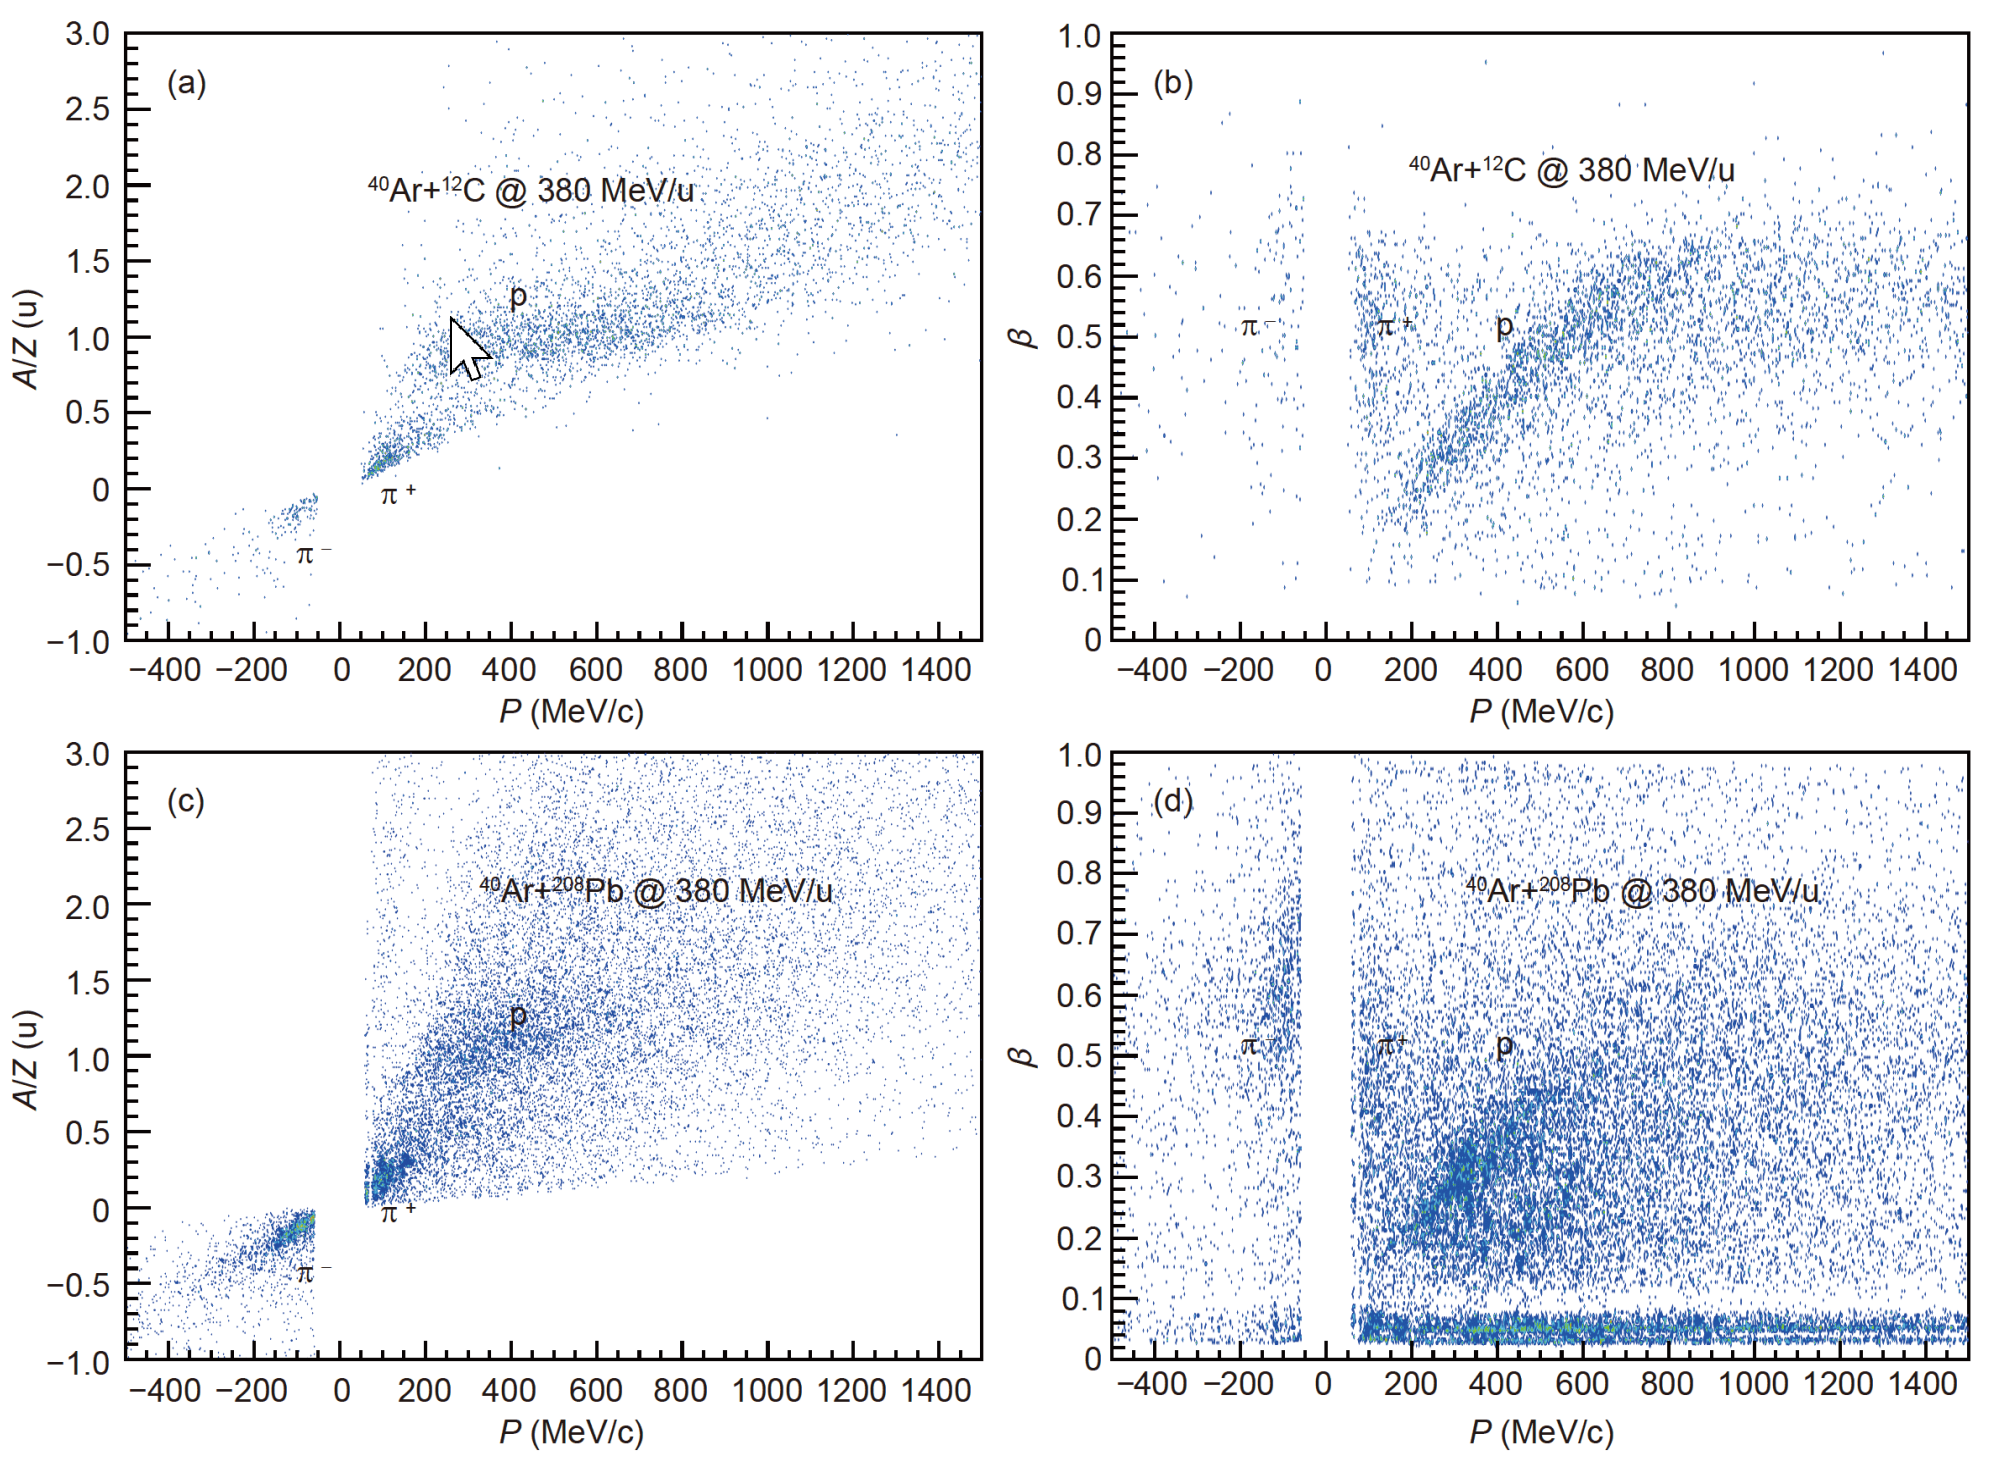 (a)
⁴⁰Ar+¹²C @ 380 MeV/u
p
π⁺
π⁻
3.0
2.5
2.0
1.5
1.0
0.5
0
−0.5
−1.0
A/Z (u)
−400 −200 0 200 400 600 800 1000 1200 1400
P (MeV/c)
(b)
⁴⁰Ar+¹²C @ 380 MeV/u
π⁻ π⁺ p
1.0
0.9
0.8
0.7
0.6
0.5
0.4
0.3
0.2
0.1
0
β
−400 −200 0 200 400 600 800 1000 1200 1400
P (MeV/c)
(c)
⁴⁰Ar+²⁰⁸Pb @ 380 MeV/u
p
π⁺
π⁻
3.0
2.5
2.0
1.5
1.0
0.5
0
−0.5
−1.0
A/Z (u)
−400 −200 0 200 400 600 800 1000 1200 1400
P (MeV/c)
(d)
⁴⁰Ar+²⁰⁸Pb @ 380 MeV/u
π⁻ π⁺ p
1.0
0.9
0.8
0.7
0.6
0.5
0.4
0.3
0.2
0.1
0
β
−400 −200 0 200 400 600 800 1000 1200 1400
P (MeV/c)